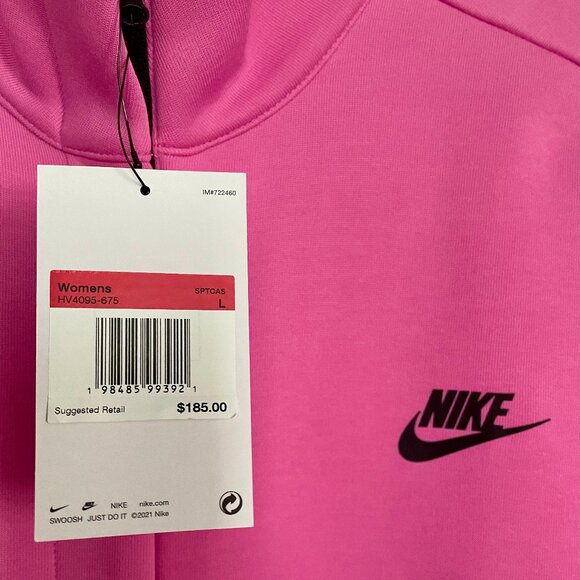 IM#722460
Womens SPTCAS
HV4095-675 L
1 98485 99392 1
Suggested Retail $185.00
NIKE nike.com
SWOOSH JUST DO IT ©2021 Nike
NIKE